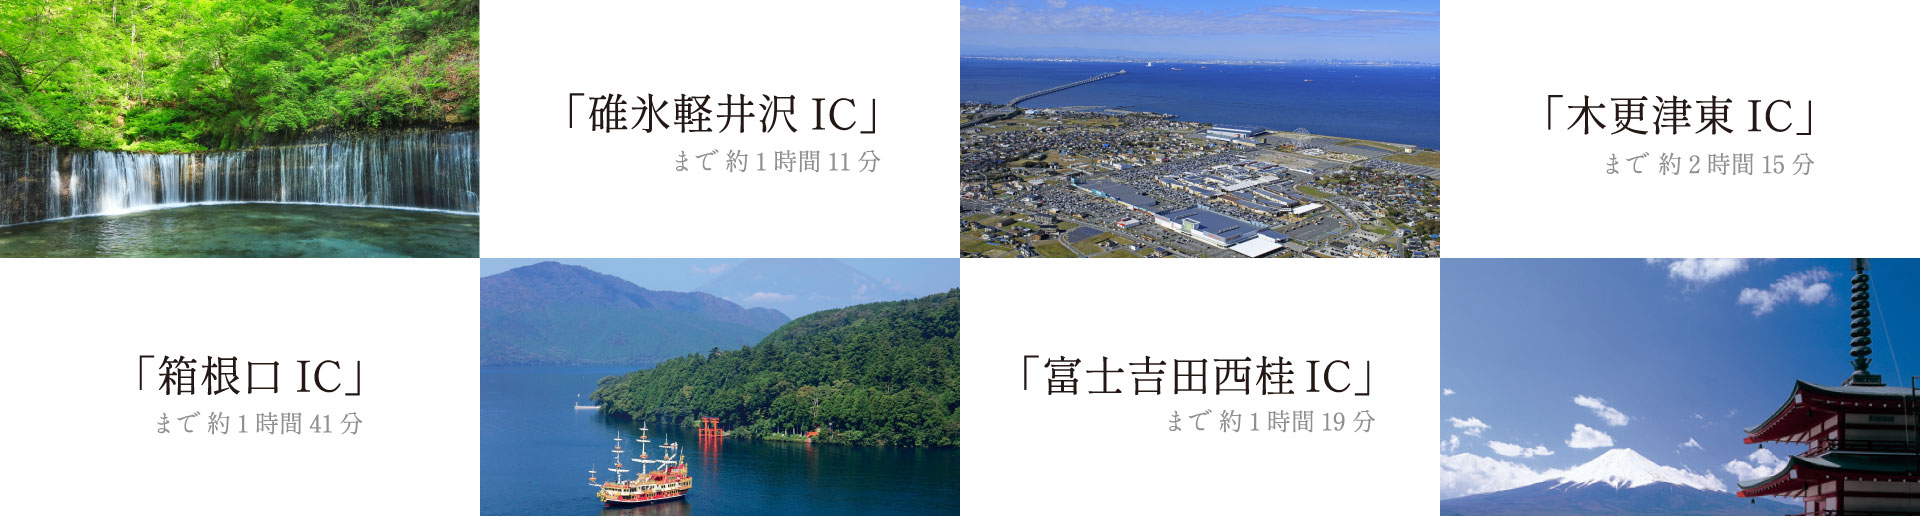 「碓氷軽井沢 IC」
まで 約 1 時間 11 分
「木更津東 IC」
まで 約 2 時間 15 分
「箱根口 IC」
まで 約 1 時間 41 分
「富士吉田西桂 IC」
まで 約 1 時間 19 分